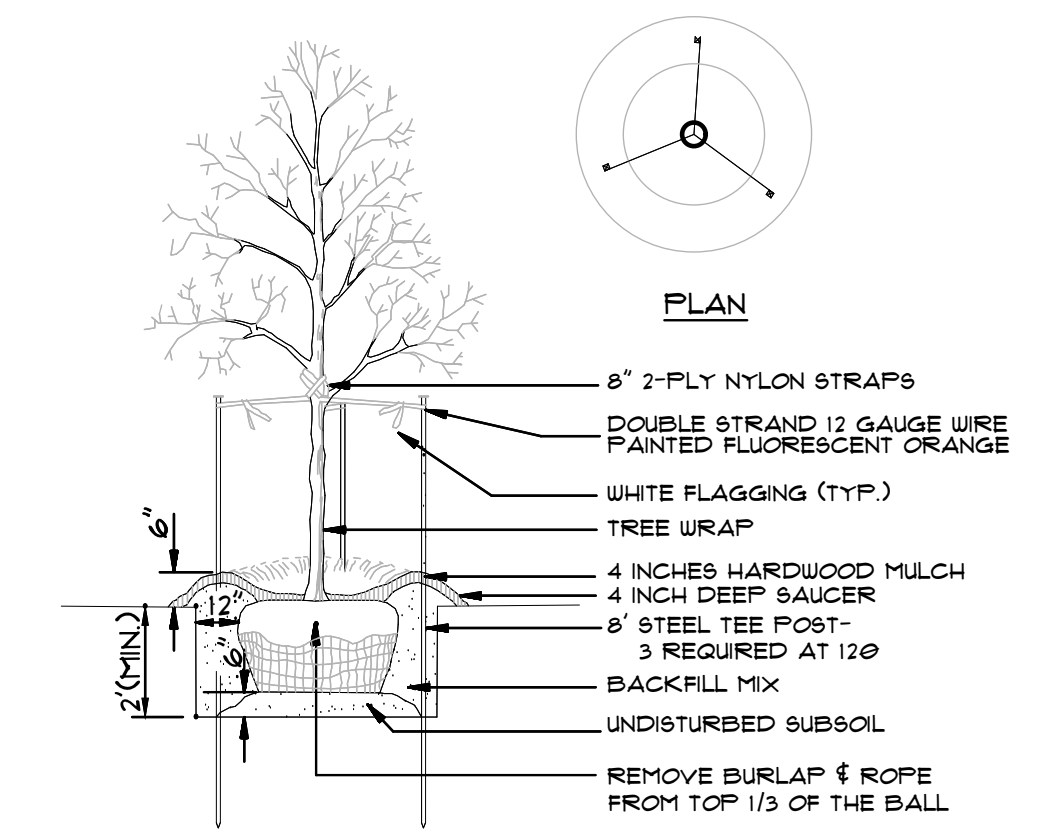 PLAN
8" 2-PLY NYLON STRAPS
DOUBLE STRAND 12 GAUGE WIRE
PAINTED FLUORESCENT ORANGE
WHITE FLAGGING (TYP.)
TREE WRAP
4 INCHES HARDWOOD MULCH
4 INCH DEEP SAUCER
8' STEEL TEE POST-
3 REQUIRED AT 120
BACKFILL MIX
UNDISTURBED SUBSOIL
REMOVE BURLAP & ROPE
FROM TOP 1/3 OF THE BALL
6"
12"
2'(MIN.)
6"